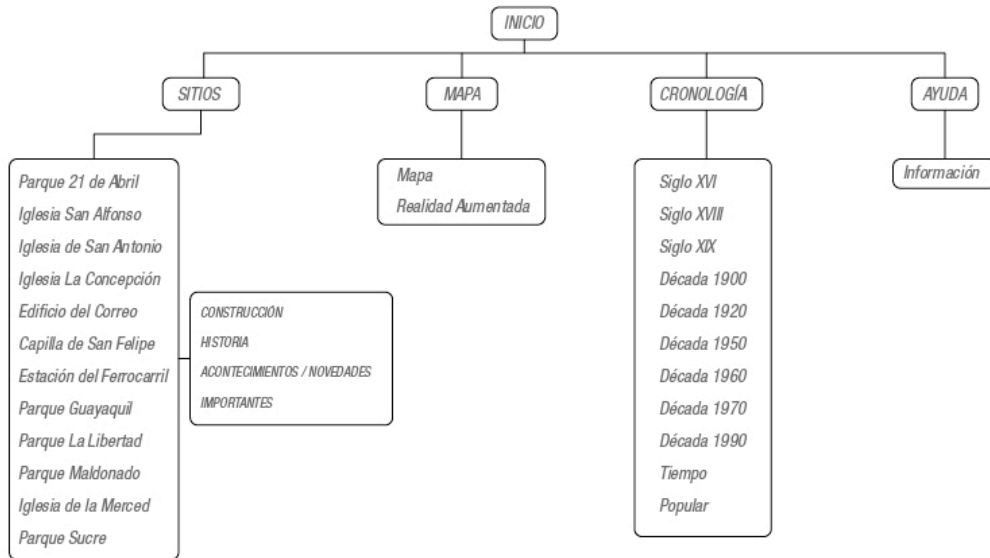 INICIO
SITIOS
MAPA
CRONOLOGÍA
AYUDA
Parque 21 de Abril
Iglesia San Alfonso
Iglesia de San Antonio
Iglesia La Concepción
Edificio del Correo
Capilla de San Felipe
Estación del Ferrocarril
Parque Guayaquil
Parque La Libertad
Parque Maldonado
Iglesia de la Merced
Parque Sucre
CONSTRUCCIÓN
HISTORIA
ACONTECIMIENTOS / NOVEDADES
IMPORTANTES
Mapa
Realidad Aumentada
Siglo XVI
Siglo XVIII
Siglo XIX
Década 1900
Década 1920
Década 1950
Década 1960
Década 1970
Década 1990
Tiempo
Popular
Información